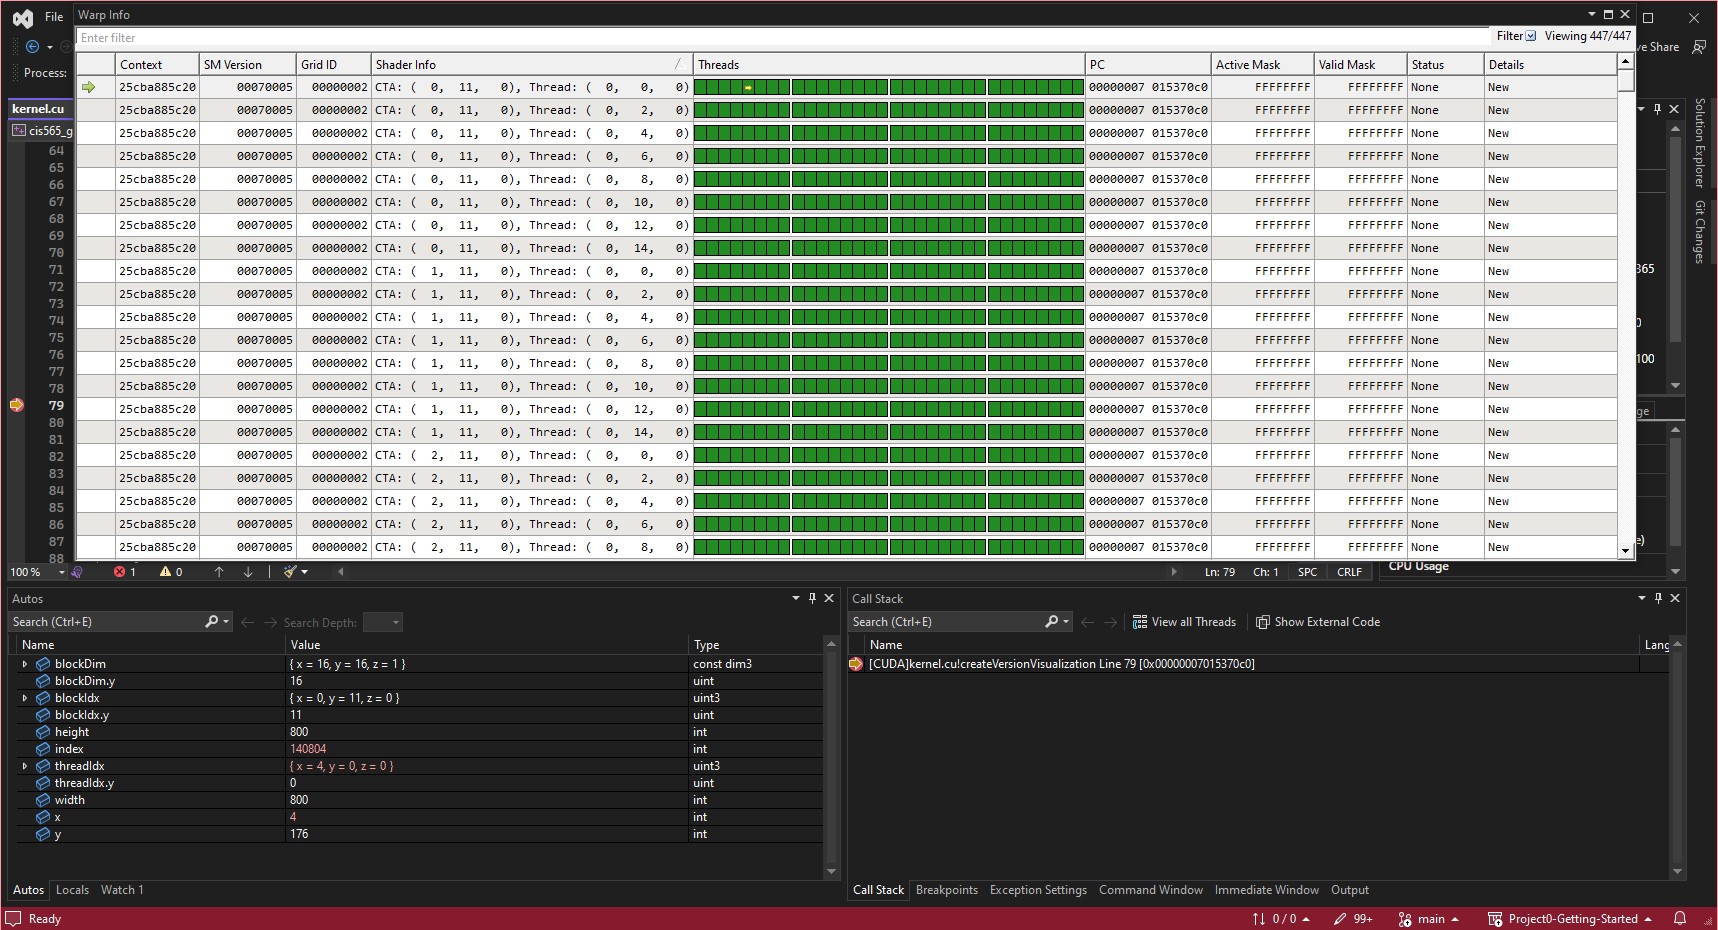 File
Warp Info
Enter filter
Filter
Viewing 447/447
ve Share
Process:
Context SM Version Grid ID Shader Info Threads PC Active Mask Valid Mask Status Details
25cba885c20 00070005 00000002 CTA: ( 0, 11, 0), Thread: ( 0, 0, 0) 00000007 015370c0 FFFFFFFF FFFFFFFF None New
25cba885c20 00070005 00000002 CTA: ( 0, 11, 0), Thread: ( 0, 2, 0) 00000007 015370c0 FFFFFFFF FFFFFFFF None New
25cba885c20 00070005 00000002 CTA: ( 0, 11, 0), Thread: ( 0, 4, 0) 00000007 015370c0 FFFFFFFF FFFFFFFF None New
25cba885c20 00070005 00000002 CTA: ( 0, 11, 0), Thread: ( 0, 6, 0) 00000007 015370c0 FFFFFFFF FFFFFFFF None New
25cba885c20 00070005 00000002 CTA: ( 0, 11, 0), Thread: ( 0, 8, 0) 00000007 015370c0 FFFFFFFF FFFFFFFF None New
25cba885c20 00070005 00000002 CTA: ( 0, 11, 0), Thread: ( 0, 10, 0) 00000007 015370c0 FFFFFFFF FFFFFFFF None New
25cba885c20 00070005 00000002 CTA: ( 0, 11, 0), Thread: ( 0, 12, 0) 00000007 015370c0 FFFFFFFF FFFFFFFF None New
25cba885c20 00070005 00000002 CTA: ( 0, 11, 0), Thread: ( 0, 14, 0) 00000007 015370c0 FFFFFFFF FFFFFFFF None New
25cba885c20 00070005 00000002 CTA: ( 1, 11, 0), Thread: ( 0, 0, 0) 00000007 015370c0 FFFFFFFF FFFFFFFF None New
25cba885c20 00070005 00000002 CTA: ( 1, 11, 0), Thread: ( 0, 2, 0) 00000007 015370c0 FFFFFFFF FFFFFFFF None New
25cba885c20 00070005 00000002 CTA: ( 1, 11, 0), Thread: ( 0, 4, 0) 00000007 015370c0 FFFFFFFF FFFFFFFF None New
25cba885c20 00070005 00000002 CTA: ( 1, 11, 0), Thread: ( 0, 6, 0) 00000007 015370c0 FFFFFFFF FFFFFFFF None New
25cba885c20 00070005 00000002 CTA: ( 1, 11, 0), Thread: ( 0, 8, 0) 00000007 015370c0 FFFFFFFF FFFFFFFF None New
25cba885c20 00070005 00000002 CTA: ( 1, 11, 0), Thread: ( 0, 10, 0) 00000007 015370c0 FFFFFFFF FFFFFFFF None New
25cba885c20 00070005 00000002 CTA: ( 1, 11, 0), Thread: ( 0, 12, 0) 00000007 015370c0 FFFFFFFF FFFFFFFF None New
25cba885c20 00070005 00000002 CTA: ( 1, 11, 0), Thread: ( 0, 14, 0) 00000007 015370c0 FFFFFFFF FFFFFFFF None New
25cba885c20 00070005 00000002 CTA: ( 2, 11, 0), Thread: ( 0, 0, 0) 00000007 015370c0 FFFFFFFF FFFFFFFF None New
25cba885c20 00070005 00000002 CTA: ( 2, 11, 0), Thread: ( 0, 2, 0) 00000007 015370c0 FFFFFFFF FFFFFFFF None New
25cba885c20 00070005 00000002 CTA: ( 2, 11, 0), Thread: ( 0, 4, 0) 00000007 015370c0 FFFFFFFF FFFFFFFF None New
25cba885c20 00070005 00000002 CTA: ( 2, 11, 0), Thread: ( 0, 6, 0) 00000007 015370c0 FFFFFFFF FFFFFFFF None New
25cba885c20 00070005 00000002 CTA: ( 2, 11, 0), Thread: ( 0, 8, 0) 00000007 015370c0 FFFFFFFF FFFFFFFF None New
kernel.cu
cis565_g
64
65
66
67
68
69
70
71
72
73
74
75
76
77
78
79
80
81
82
83
84
85
86
87
88
Solution Explorer
Git Changes
365
0
100
ge
e)
100 % 1 0 Ln: 79 Ch: 1 SPC CRLF
CPU Usage
Autos
Search (Ctrl+E) Search Depth:
Name Value Type
blockDim { x = 16, y = 16, z = 1 } const dim3
blockDim.y 16 uint
blockIdx { x = 0, y = 11, z = 0 } uint3
blockIdx.y 11 uint
height 800 int
index 140804 int
threadIdx { x = 4, y = 0, z = 0 } uint3
threadIdx.y 0 uint
width 800 int
x 4 int
y 176 int
Autos Locals Watch 1
Call Stack
Search (Ctrl+E) View all Threads Show External Code
Name Lang
[CUDA]kernel.cu!createVersionVisualization Line 79 [0x00000007015370c0]
Call Stack Breakpoints Exception Settings Command Window Immediate Window Output
Ready 0 / 0 99+ main Project0-Getting-Started